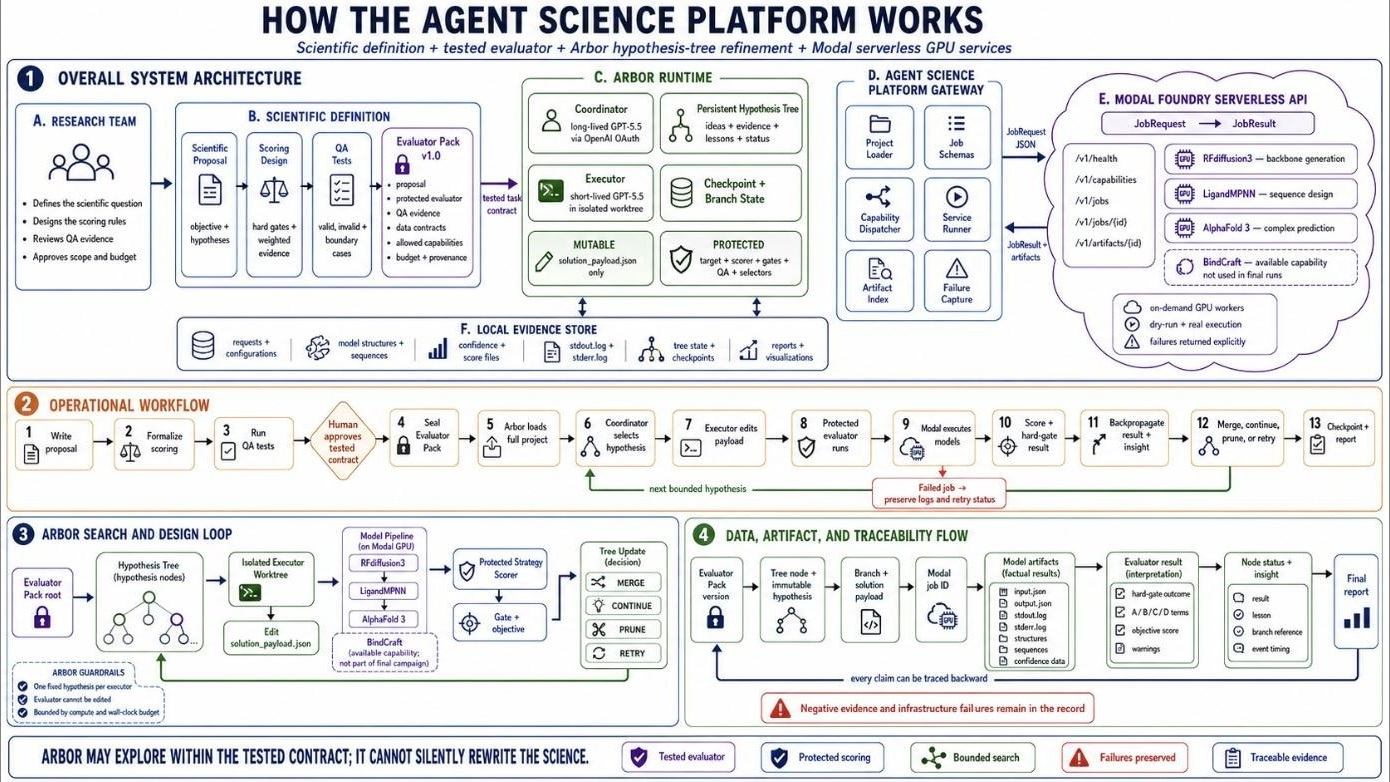 HOW THE AGENT SCIENCE PLATFORM WORKS
Scientific definition + tested evaluator + Arbor hypothesis-tree refinement + Modal serverless GPU services
1 OVERALL SYSTEM ARCHITECTURE
A. RESEARCH TEAM
• Defines the scientific question
• Designs the scoring rules
• Reviews QA evidence
• Approves scope and budget
B. SCIENTIFIC DEFINITION
Scientific
Proposal
objective +
hypotheses
Scoring
Design
hard gates +
weighted
evidence
QA
Tests
valid, invalid +
boundary
cases
Evaluator Pack
v1.0
• proposal
• protected evaluator
• QA evidence
• data contracts
• allowed capabilities
• budget + provenance
tested task
contract
C. ARBOR RUNTIME
Coordinator
long-lived GPT-5.5
via OpenAI OAuth
Persistent Hypothesis Tree
ideas + evidence +
lessons + status
Executor
short-lived GPT-5.5
in isolated worktree
Checkpoint +
Branch State
MUTABLE
solution_payload.json
only
PROTECTED
target + scorer + gates +
QA + selectors
D. AGENT SCIENCE
PLATFORM GATEWAY
Project
Loader
Job
Schemas
Capability
Dispatcher
Service
Runner
Artifact
Index
Failure
Capture
JobRequest
JSON
JobResult +
artifacts
E. MODAL FOUNDRY SERVERLESS API
JobRequest
JobResult
/v1/health
/v1/capabilities
/v1/jobs
/v1/jobs/{id}
/v1/artifacts/{id}
GPU RFdiffusion3 — backbone generation
GPU LigandMPNN — sequence design
GPU AlphaFold 3 — complex prediction
BindCraft — available capability
not used in final runs
on-demand GPU workers
dry-run + real execution
failures returned explicitly
F. LOCAL EVIDENCE STORE
requests +
configurations
model structures +
sequences
confidence +
score files
stdout.log +
stderr.log
tree state +
checkpoints
reports +
visualizations
2 OPERATIONAL WORKFLOW
1 Write
proposal
2 Formalize
scoring
3 Run
QA tests
Human
approves
tested
contract
4 Seal
Evaluator
Pack
5 Arbor loads
full project
6 Coordinator
selects
hypothesis
7 Executor edits
payload
8 Protected
evaluator
runs
9 Modal executes
models
GPU
10 Score +
hard-gate
result
11 Backpropagate
result +
insight
12 Merge, continue,
prune, or retry
13 Checkpoint +
report
next bounded hypothesis
Failed job →
preserve logs and retry status
3 ARBOR SEARCH AND DESIGN LOOP
Evaluator
Pack root
Hypothesis Tree
(hypothesis nodes)
...
Isolated Executor
Worktree
Edit
solution_payload.json
Model Pipeline
(on Modal GPU)
RFdiffusion3
LigandMPNN
AlphaFold 3
BindCraft
(available capability;
not part of final campaign)
Protected Strategy
Scorer
Gate +
objective
Tree Update
(decision)
MERGE
CONTINUE
PRUNE
RETRY
ARBOR GUARDRAILS
One fixed hypothesis per executor
Evaluator cannot be edited
Bounded by compute and wall-clock budget
4 DATA, ARTIFACT, AND TRACEABILITY FLOW
Evaluator
Pack
version
Tree node +
immutable
hypothesis
Branch +
solution
payload
Modal
job ID
GPU
Model artifacts
(factual results)
input.json
output.json
stdout.log
stderr.log
structures
sequences
confidence data
Evaluator result
(interpretation)
hard-gate outcome
A/B/C/D terms
objective score
warnings
Node status +
insight
result
lesson
branch reference
event timing
Final
report
every claim can be traced backward
Negative evidence and infrastructure failures remain in the record
ARBOR MAY EXPLORE WITHIN THE TESTED CONTRACT; IT CANNOT SILENTLY REWRITE THE SCIENCE.
Tested evaluator
Protected scoring
Bounded search
Failures preserved
Traceable evidence